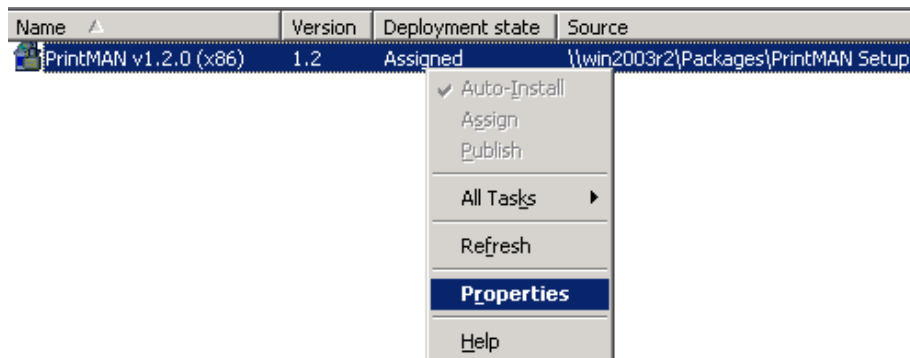 Name Version Deployment state Source
PrintMAN v1.2.0 (x86) 1.2 Assigned \\win2003r2\Packages\PrintMAN Setup
Auto-Install
Assign
Publish
All Tasks
Refresh
Properties
Help